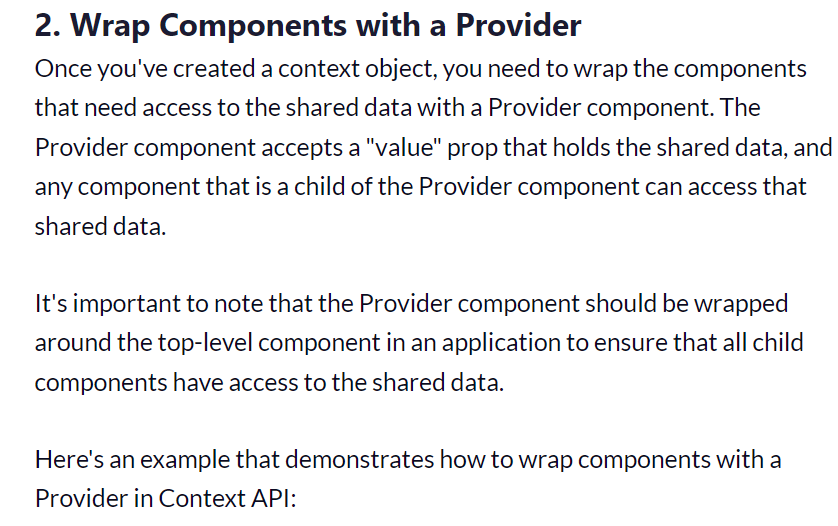 2. Wrap Components with a Provider
Once you've created a context object, you need to wrap the components
that need access to the shared data with a Provider component. The
Provider component accepts a "value" prop that holds the shared data, and
any component that is a child of the Provider component can access that
shared data.
It's important to note that the Provider component should be wrapped
around the top-level component in an application to ensure that all child
components have access to the shared data.
Here's an example that demonstrates how to wrap components with a
Provider in Context API: